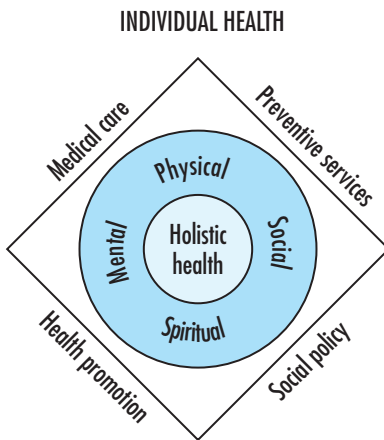 INDIVIDUAL HEALTH
Medical care
Preventive services
Physical
Mental
Holistic
health
Social
Spiritual
Health promotion
Social policy